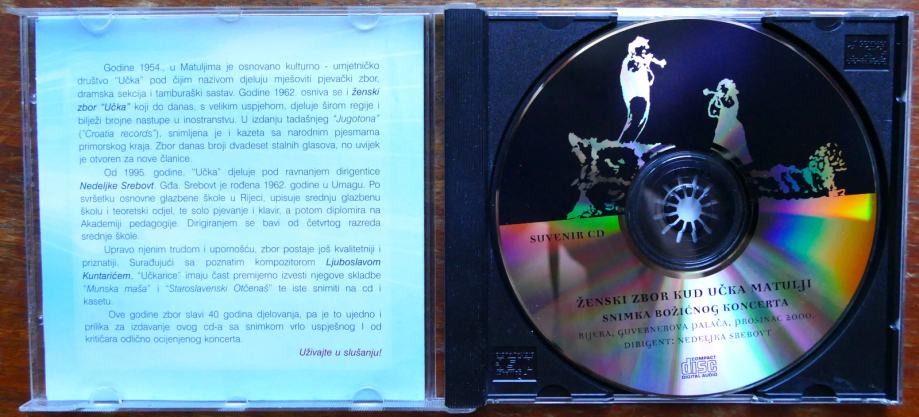 Godine 1954., u Matuljima je osnovano kulturno - umjetničko
društvo "Učka" pod čijim nazivom djeluju mješoviti pjevački zbor,
dramska sekcija i tamburaški sastav. Godine 1962. osniva se i ženski
zbor "Učka" koji do danas, s velikim uspjehom, djeluje širom regije i
bilježi brojne nastupe u inostranstvu. U izdanju tadašnjeg "Jugotona"
("Croatia records"), snimljena je i kazeta sa narodnim pjesmama
primorskog kraja. Zbor danas broji dvadeset stalnih glasova, no uvijek
je otvoren za nove članice.
Od 1995. godine, "Učka" djeluje pod ravnanjem dirigentice
Nedeljke Srebovt. Gđa. Srebovt je rođena 1962. godine u Umagu. Po
svršetku osnovne glazbene škole u Rijeci, upisuje srednju glazbenu
školu i teoretski odjel, te solo pjevanje i klavir, a potom diplomira na
Akademiji pedagogije. Dirigiranjem se bavi od četvrtog razreda
srednje škole.
Upravo njenim trudom i upornošću, zbor postaje još kvalitetniji i
priznatiji. Surađujući sa poznatim kompozitorom Ljuboslavom
Kuntarićem, "Učkarice" imaju čast premijerno izvesti njegove skladbe
"Munska maša" i "Staroslavenski Otčenaš" te iste snimiti na cd i
kasetu.
Ove godine zbor slavi 40 godina djelovanja, pa je to ujedno i
prilika za izdavanje ovog cd-a sa snimkom vrlo uspješnog I od
kritičara odlično ocijenjenog koncerta.
Uživajte u slušanju!
SUVENIR CD
ŽENSKI ZBOR KUD UČKA MATULJI
SNIMKA BOŽIĆNOG KONCERTA
RIJEKA, GUVERNEROVA PALAČA, PROSINAC 2000.
DIRIGENT: NEDELJKA SREBOVT
COMPACT
disc
DIGITAL AUDIO